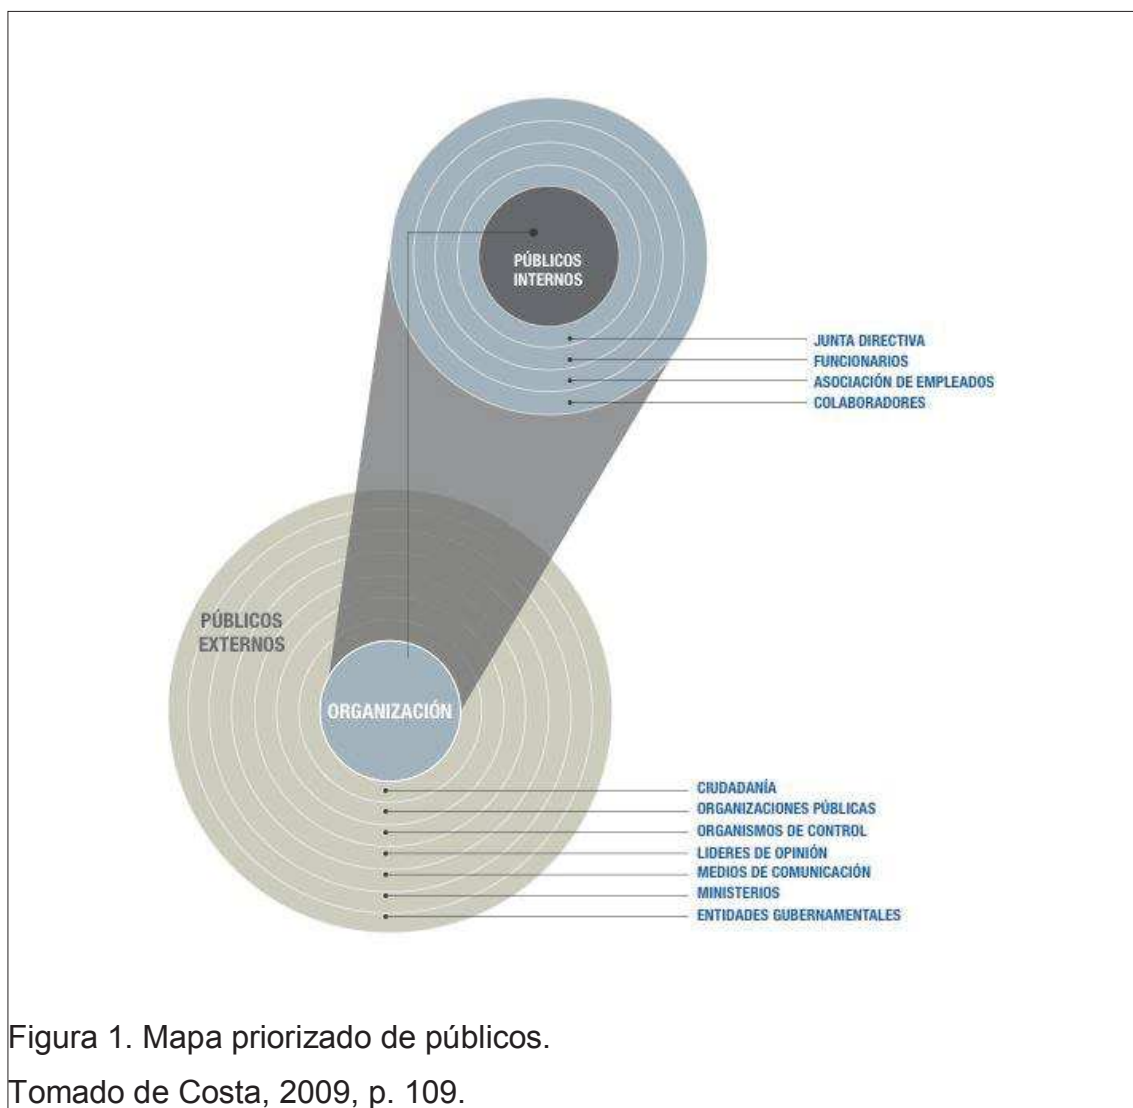 PÚBLICOS
INTERNOS
JUNTA DIRECTIVA
FUNCIONARIOS
ASOCIACIÓN DE EMPLEADOS
COLABORADORES
PÚBLICOS
EXTERNOS
ORGANIZACIÓN
CIUDADANÍA
ORGANIZACIONES PÚBLICAS
ORGANISMOS DE CONTROL
LIDERES DE OPINIÓN
MEDIOS DE COMUNICACIÓN
MINISTERIOS
ENTIDADES GUBERNAMENTALES
Figura 1. Mapa priorizado de públicos.
Tomado de Costa, 2009, p. 109.